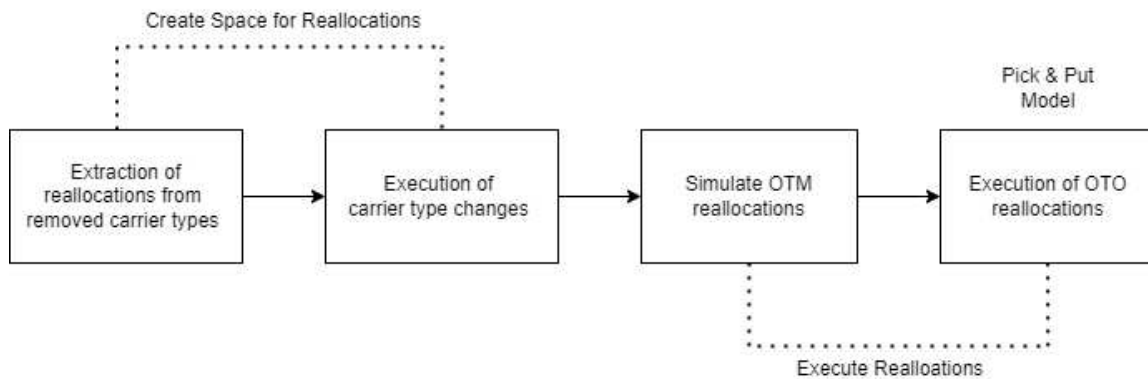 Create Space for Reallocations
Pick & Put
Model
Extraction of
reallocations from
removed carrier types
Execution of
carrier type changes
Simulate OTM
reallocations
Execution of OTO
reallocations
Execute Realloations